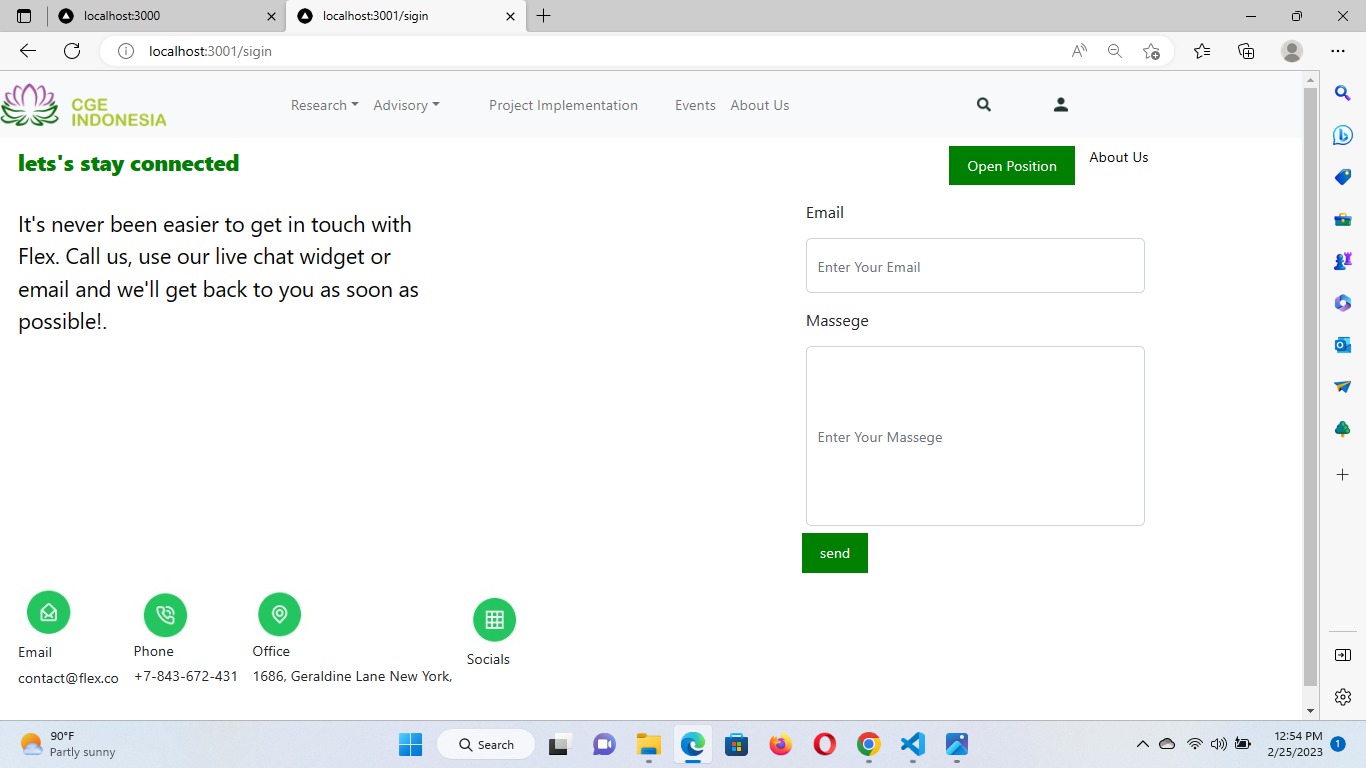 localhost:3000
localhost:3001/sigin
localhost:3001/sigin
CGE
INDONESIA
Research
Advisory
Project Implementation
Events
About Us
lets's stay connected
Open Position
About Us
It's never been easier to get in touch with
Flex. Call us, use our live chat widget or
email and we'll get back to you as soon as
possible!.
Email
Enter Your Email
Massege
Enter Your Massege
send
Email
contact@flex.co
Phone
+7-843-672-431
Office
1686, Geraldine Lane New York,
Socials
90°F
Partly sunny
Search
12:54 PM
2/25/2023
1